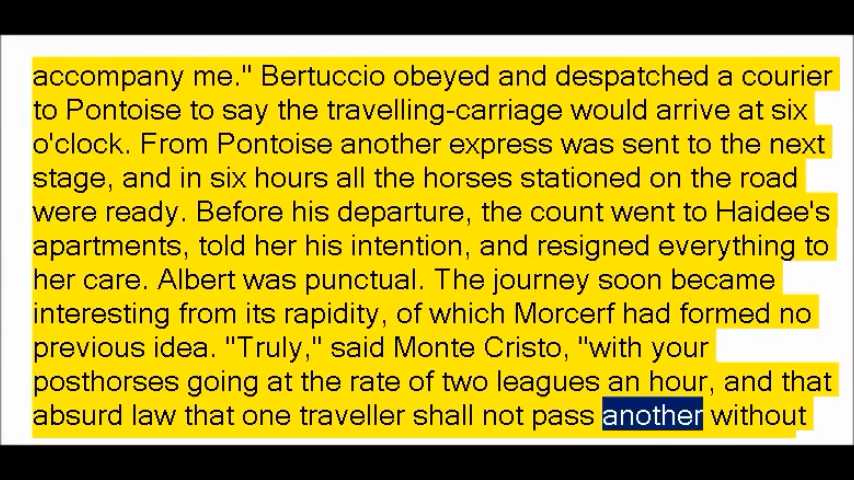 accompany me." Bertuccio obeyed and despatched a courier
to Pontoise to say the travelling-carriage would arrive at six
o'clock. From Pontoise another express was sent to the next
stage, and in six hours all the horses stationed on the road
were ready. Before his departure, the count went to Haidee's
apartments, told her his intention, and resigned everything to
her care. Albert was punctual. The journey soon became
interesting from its rapidity, of which Morcerf had formed no
previous idea. "Truly," said Monte Cristo, "with your
posthorses going at the rate of two leagues an hour, and that
absurd law that one traveller shall not pass another without